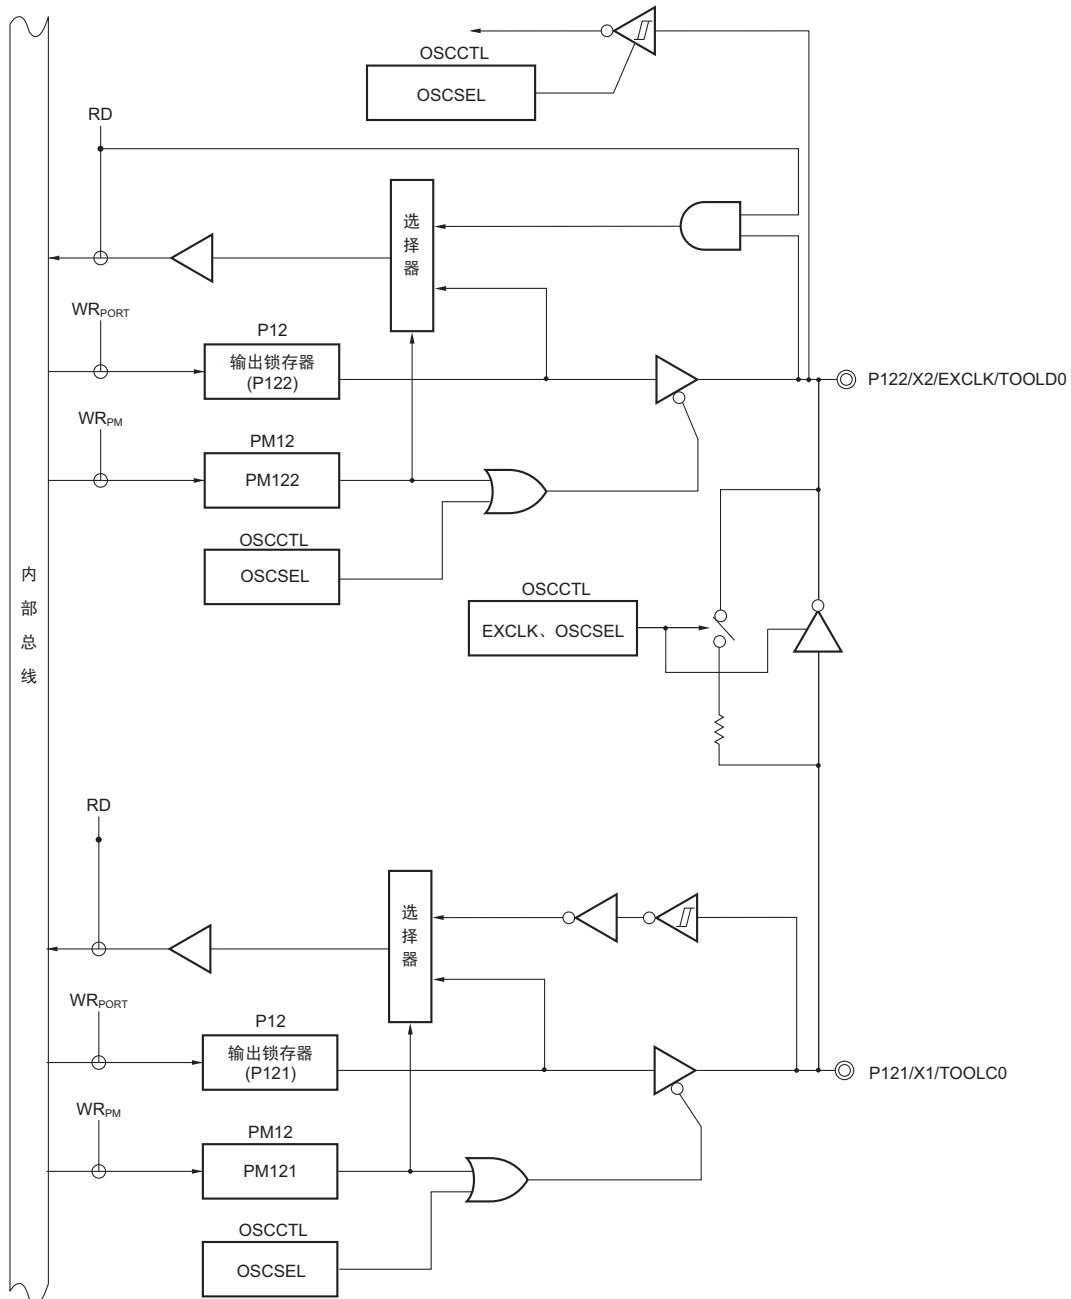 OSCCTL
OSCSEL
RD
选择器
WRPORT
P12
输出锁存器
(P122)
P122/X2/EXCLK/TOOLD0
WRPM
PM12
PM122
OSCCTL
OSCSEL
内部总线
OSCCTL
EXCLK、OSCSEL
RD
选择器
WRPORT
P12
输出锁存器
(P121)
P121/X1/TOOLC0
WRPM
PM12
PM121
OSCCTL
OSCSEL